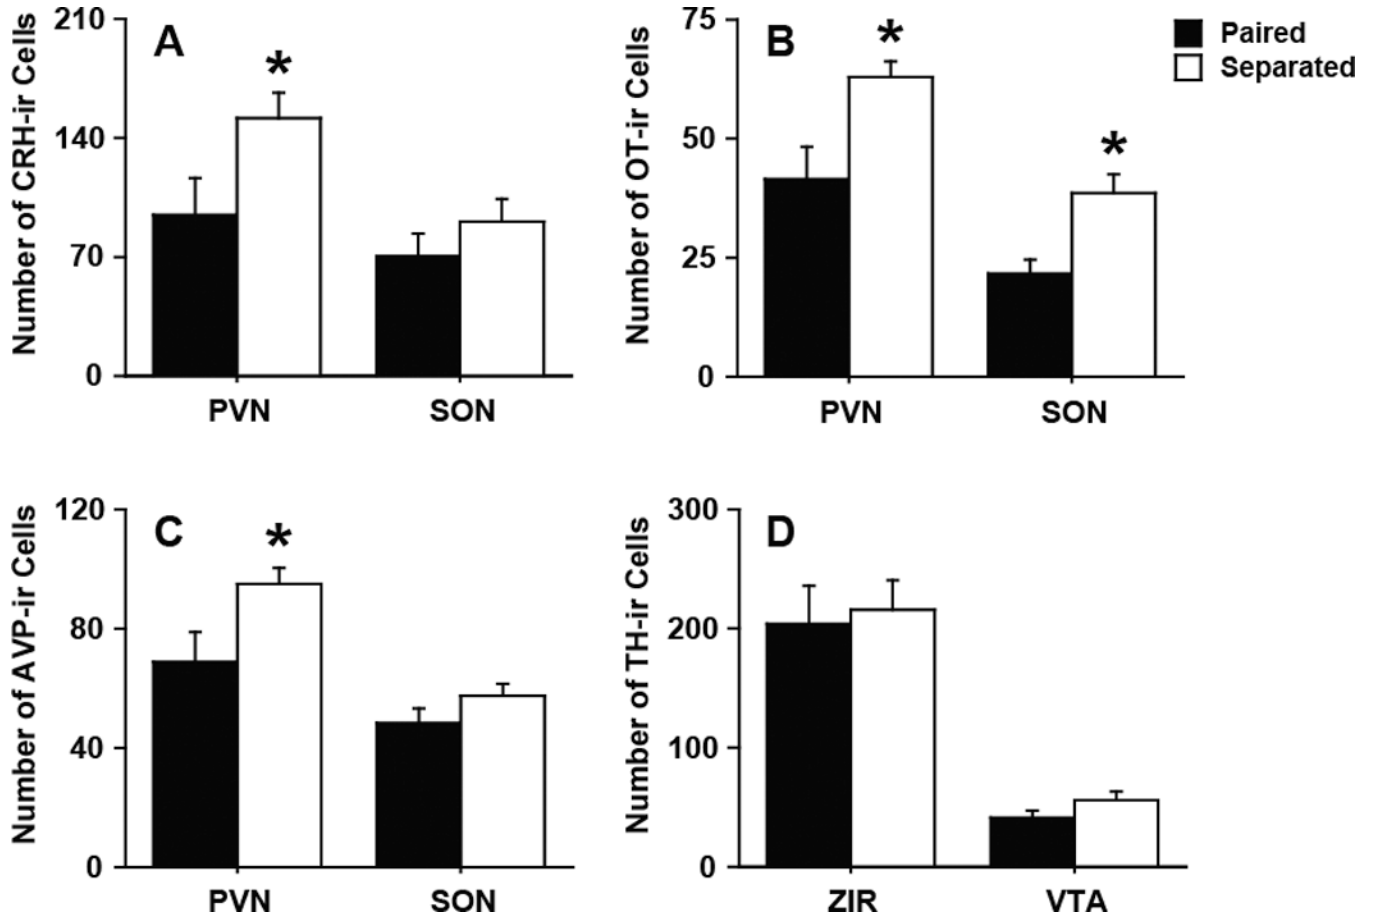 A
Number of CRH-ir Cells
210
140
70
0
*
PVN SON
B
Number of OT-ir Cells
75
50
25
0
*
*
PVN SON
Paired
Separated
C
Number of AVP-ir Cells
120
80
40
0
*
PVN SON
D
Number of TH-ir Cells
300
200
100
0
ZIR VTA